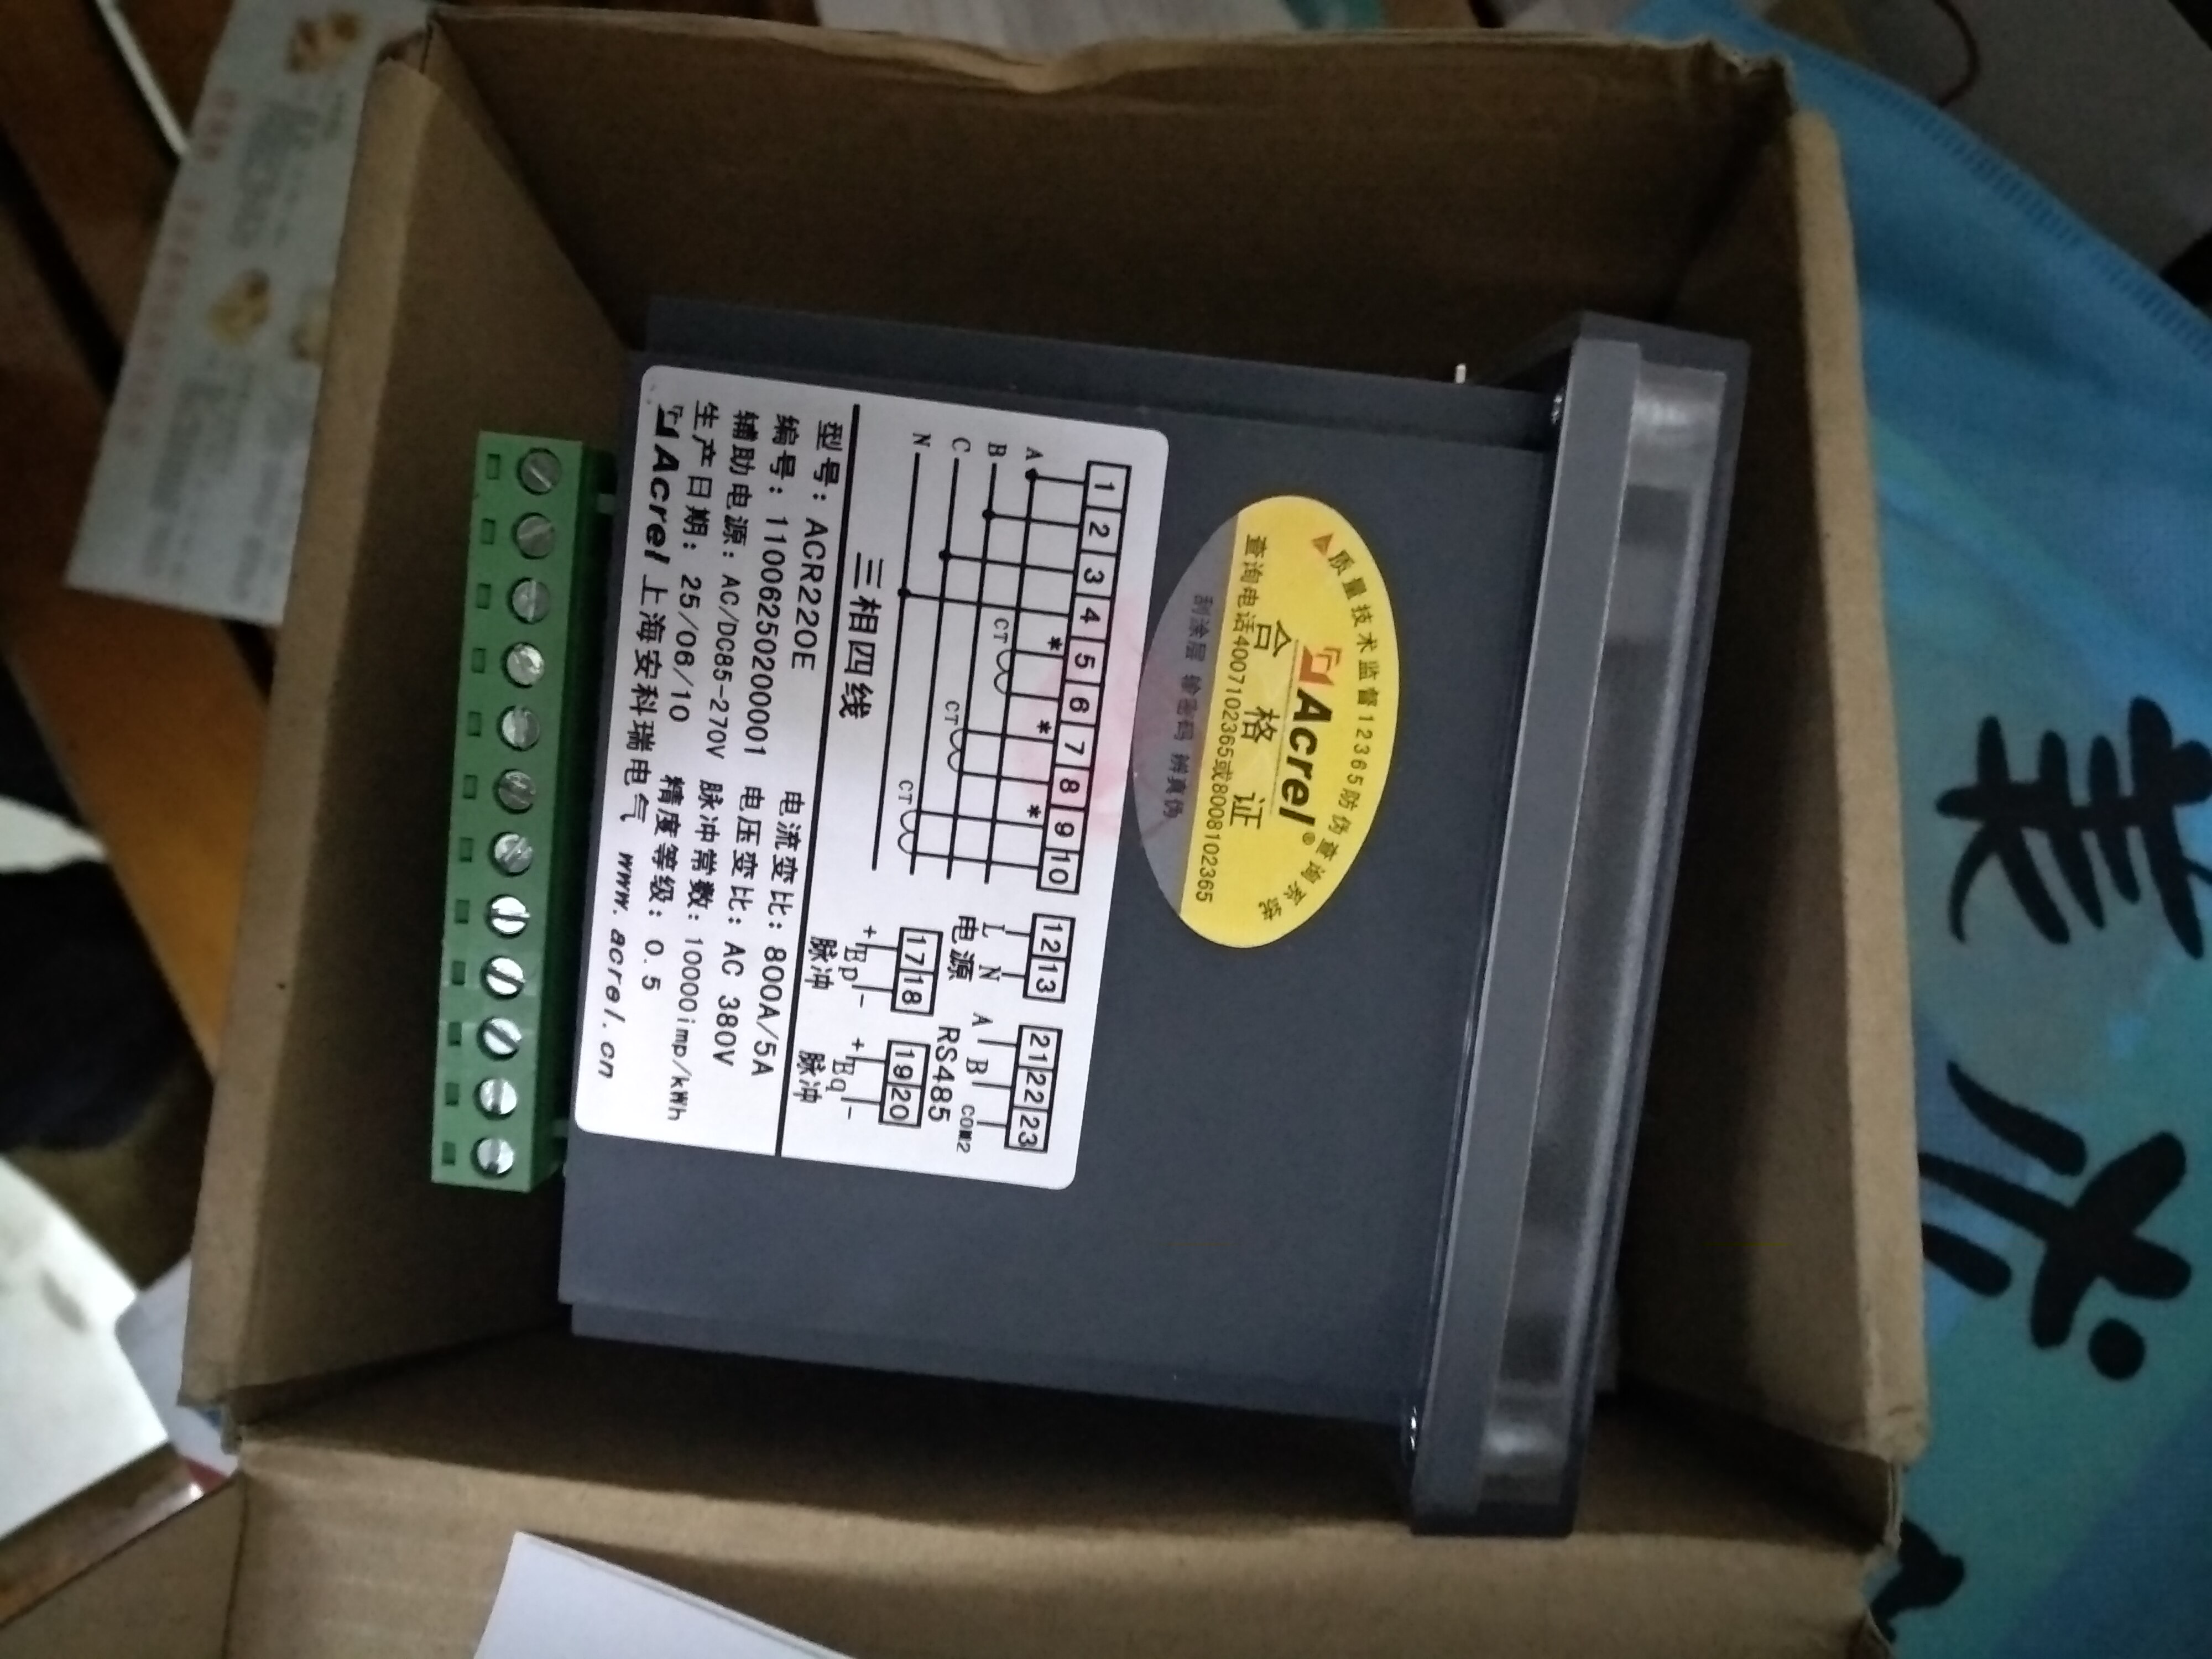 ▲质量技术监督12365防伪查询系统
Acrel®
合格证
查询电话4007102365或8008102365
刮涂层 输密码 辨真伪
1 2 3 4 5 6 7 8 9 10
12 13
21 22 23
* * *
A
B
C
N
CT
CT
CT
L N
电源
A B COM2
RS485
17 18
19 20
+ Ep -
+ Eq -
脉冲
脉冲
三相四线
型号: ACR220E
电流变比: 800A/5A
编号: 11006250200001
电压变比: AC 380V
辅助电源: AC/DC85-270V
脉冲常数: 10000imp/kWh
生产日期: 25/06/10
精度等级: 0.5
Acrel 上海安科瑞电气 www.acrel.cn